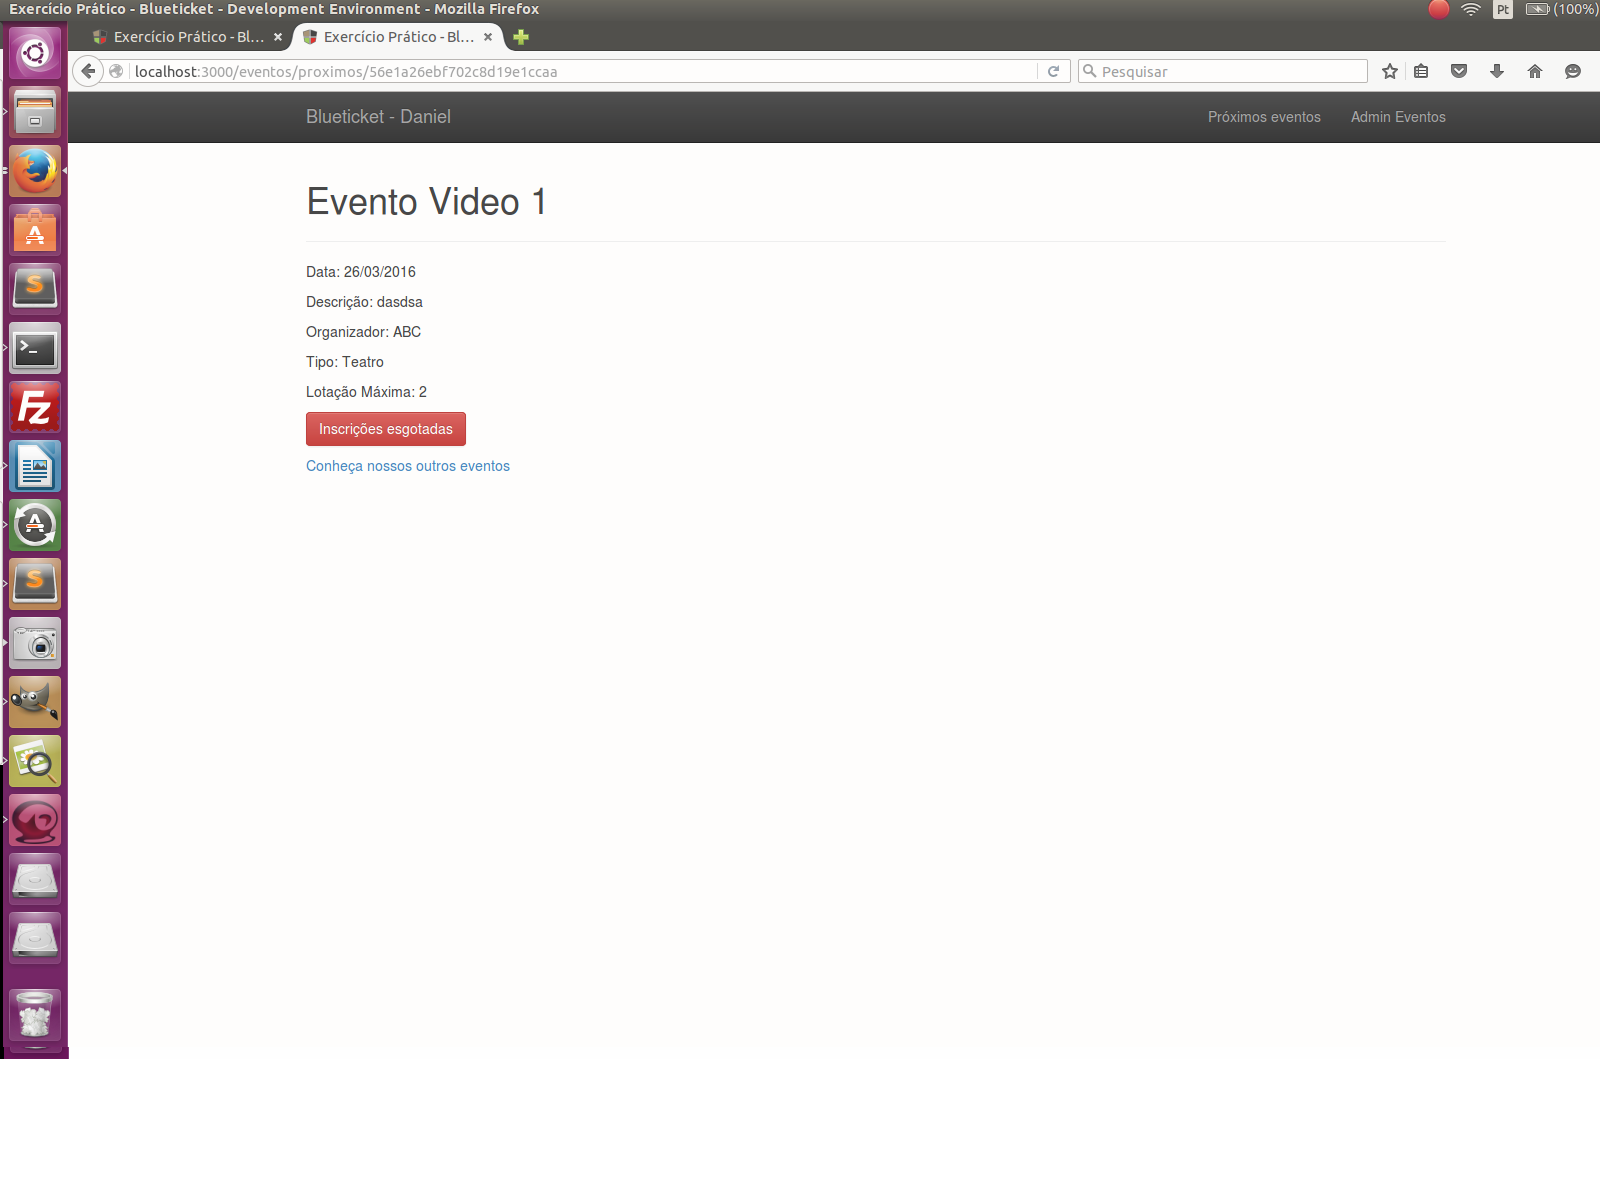 Exercício Prático - Blueticket - Development Environment - Mozilla Firefox
Pt
(100%)
Exercício Prático - Bl...
Exercício Prático - Bl...
localhost:3000/eventos/proximos/56e1a26ebf702c8d19e1ccaa
Pesquisar
Blueticket - Daniel
Próximos eventos
Admin Eventos
Evento Video 1
Data: 26/03/2016
Descrição: dasdsa
Organizador: ABC
Tipo: Teatro
Lotação Máxima: 2
Inscrições esgotadas
Conheça nossos outros eventos